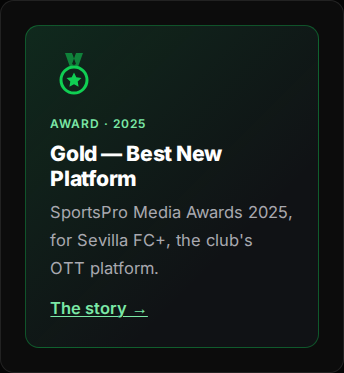 AWARD · 2025
Gold — Best New
Platform
SportsPro Media Awards 2025,
for Sevilla FC+, the club's
OTT platform.
The story →